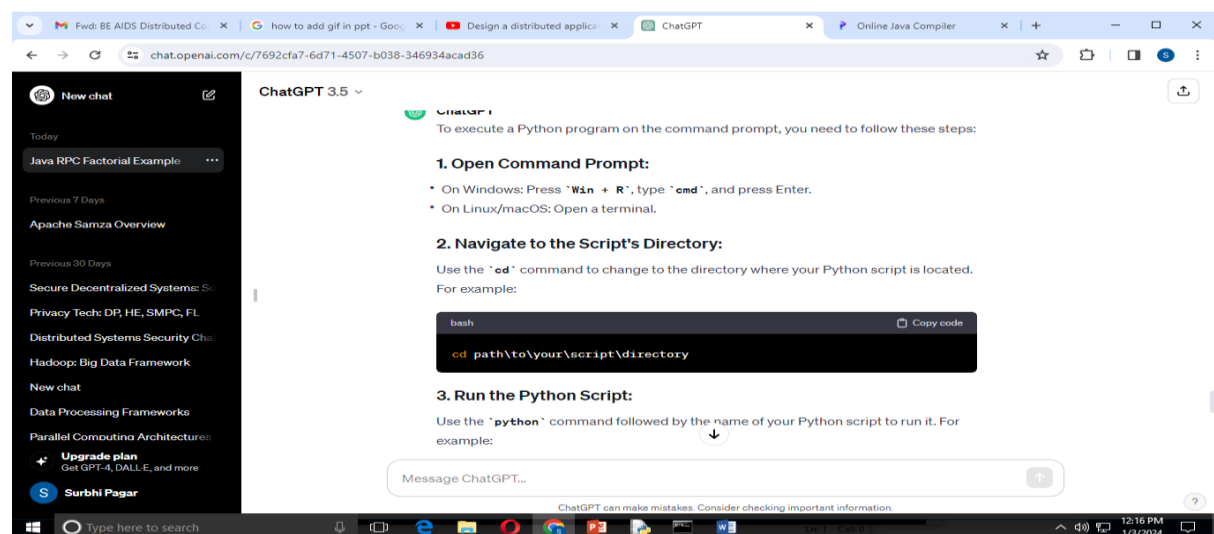 Fwd: BE AIDS Distributed Co
how to add gif in ppt - Goog
Design a distributed applica
ChatGPT
Online Java Compiler
chat.openai.com/c/7692cfa7-6d71-4507-b038-346934acad36
S
New chat
Today
Java RPC Factorial Example
Previous 7 Days
Apache Samza Overview
Previous 30 Days
Secure Decentralized Systems: S
Privacy Tech: DP, HE, SMPC, FL
Distributed Systems Security Cha
Hadoop: Big Data Framework
New chat
Data Processing Frameworks
Parallel Computing Architectures
Upgrade plan
Get GPT-4, DALL·E, and more
S Surbhi Pagar
ChatGPT 3.5
ChatGPT
To execute a Python program on the command prompt, you need to follow these steps:
1. Open Command Prompt:
• On Windows: Press `Win + R`, type `cmd`, and press Enter.
• On Linux/macOS: Open a terminal.
2. Navigate to the Script's Directory:
Use the `cd` command to change to the directory where your Python script is located.
For example:
bash Copy code
cd path\to\your\script\directory
3. Run the Python Script:
Use the `python` command followed by the name of your Python script to run it. For
example:
Message ChatGPT...
ChatGPT can make mistakes. Consider checking important information.
?
Type here to search
12:16 PM
1/3/2024